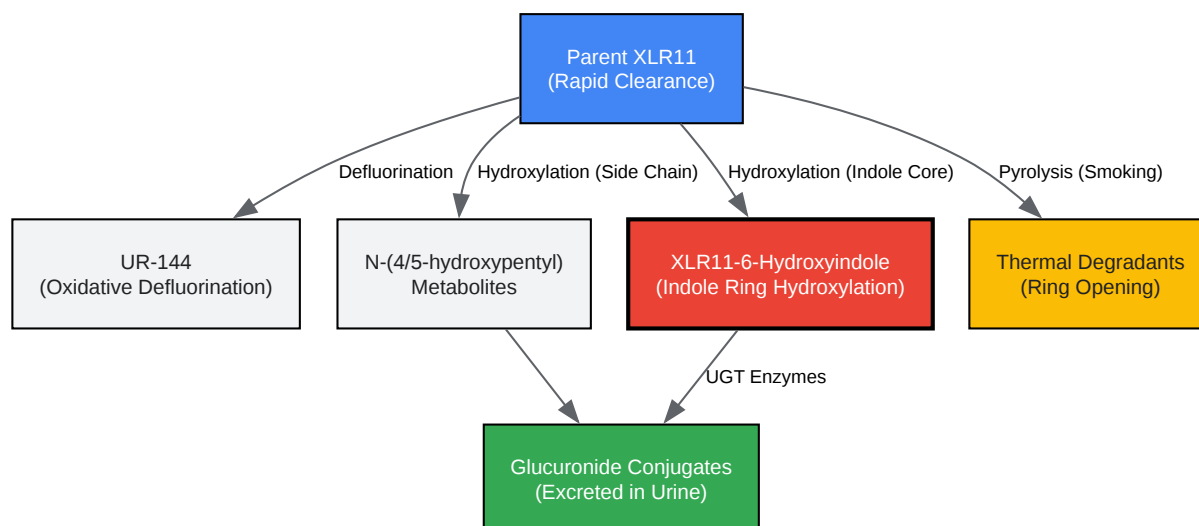 Parent XLR11
(Rapid Clearance)
Defluorination
Hydroxylation (Side Chain)
Hydroxylation (Indole Core)
Pyrolysis (Smoking)
UR-144
(Oxidative Defluorination)
N-(4/5-hydroxypentyl)
Metabolites
XLR11-6-Hydroxyindole
(Indole Ring Hydroxylation)
Thermal Degradants
(Ring Opening)
UGT Enzymes
Glucuronide Conjugates
(Excreted in Urine)